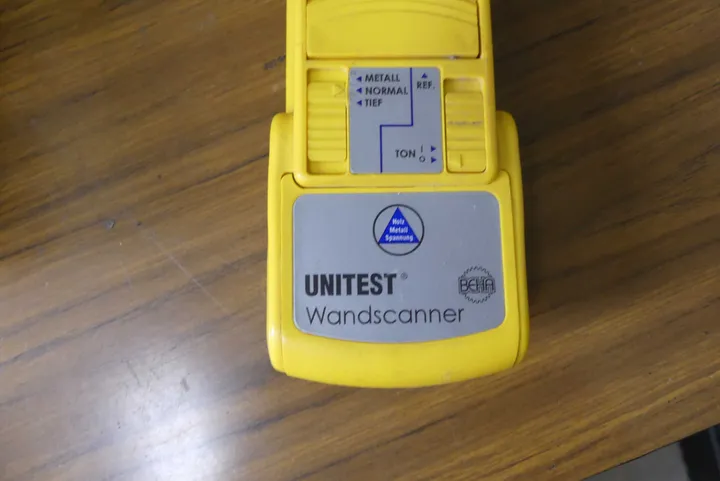 METALL
NORMAL
TIEF
REF.
TON I
O
Holz
Metall
Spannung
UNITEST®
BEHA
Wandscanner